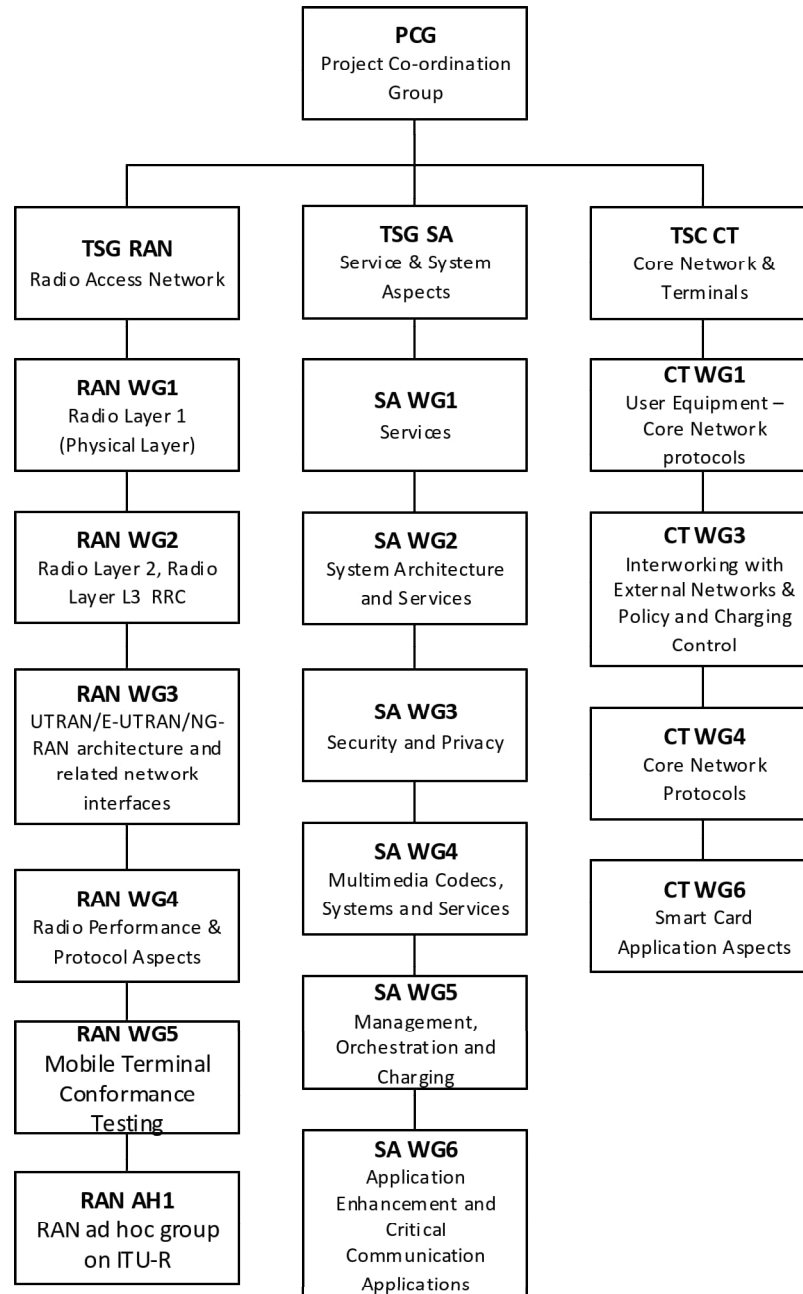 PCG
Project Co-ordination
Group
TSG RAN
Radio Access Network
RAN WG1
Radio Layer 1
(Physical Layer)
RAN WG2
Radio Layer 2, Radio
Layer L3 RRC
RAN WG3
UTRAN/E-UTRAN/NG-
RAN architecture and
related network
interfaces
RAN WG4
Radio Performance &
Protocol Aspects
RAN WG5
Mobile Terminal
Conformance
Testing
RAN AH1
RAN ad hoc group
on ITU-R
TSG SA
Service & System
Aspects
SA WG1
Services
SA WG2
System Architecture
and Services
SA WG3
Security and Privacy
SA WG4
Multimedia Codecs,
Systems and Services
SA WG5
Management,
Orchestration and
Charging
SA WG6
Application
Enhancement and
Critical
Communication
Applications
TSC CT
Core Network &
Terminals
CT WG1
User Equipment –
Core Network
protocols
CT WG3
Interworking with
External Networks &
Policy and Charging
Control
CT WG4
Core Network
Protocols
CT WG6
Smart Card
Application Aspects